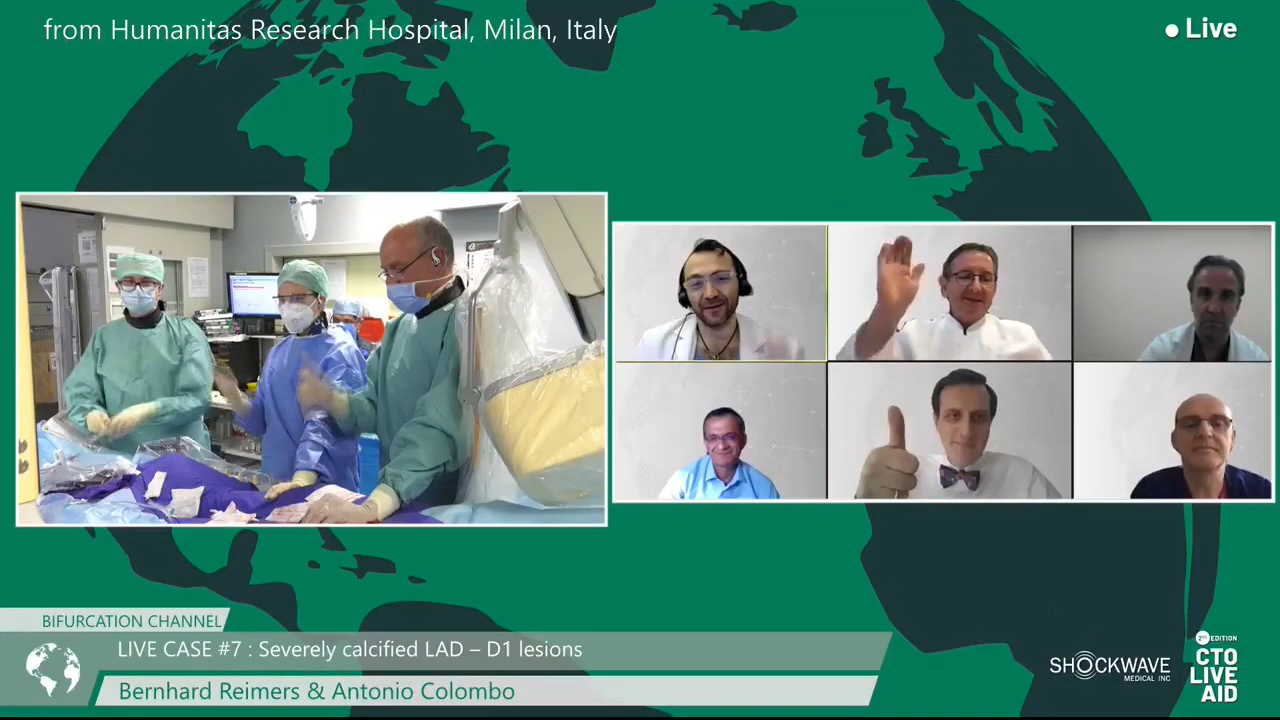 from Humanitas Research Hospital, Milan, Italy
Live
BIFURCATION CHANNEL
LIVE CASE #7 : Severely calcified LAD – D1 lesions
Bernhard Reimers & Antonio Colombo
SHOCKWAVE
MEDICAL INC
2ND EDITION
CTO
LIVE
AID